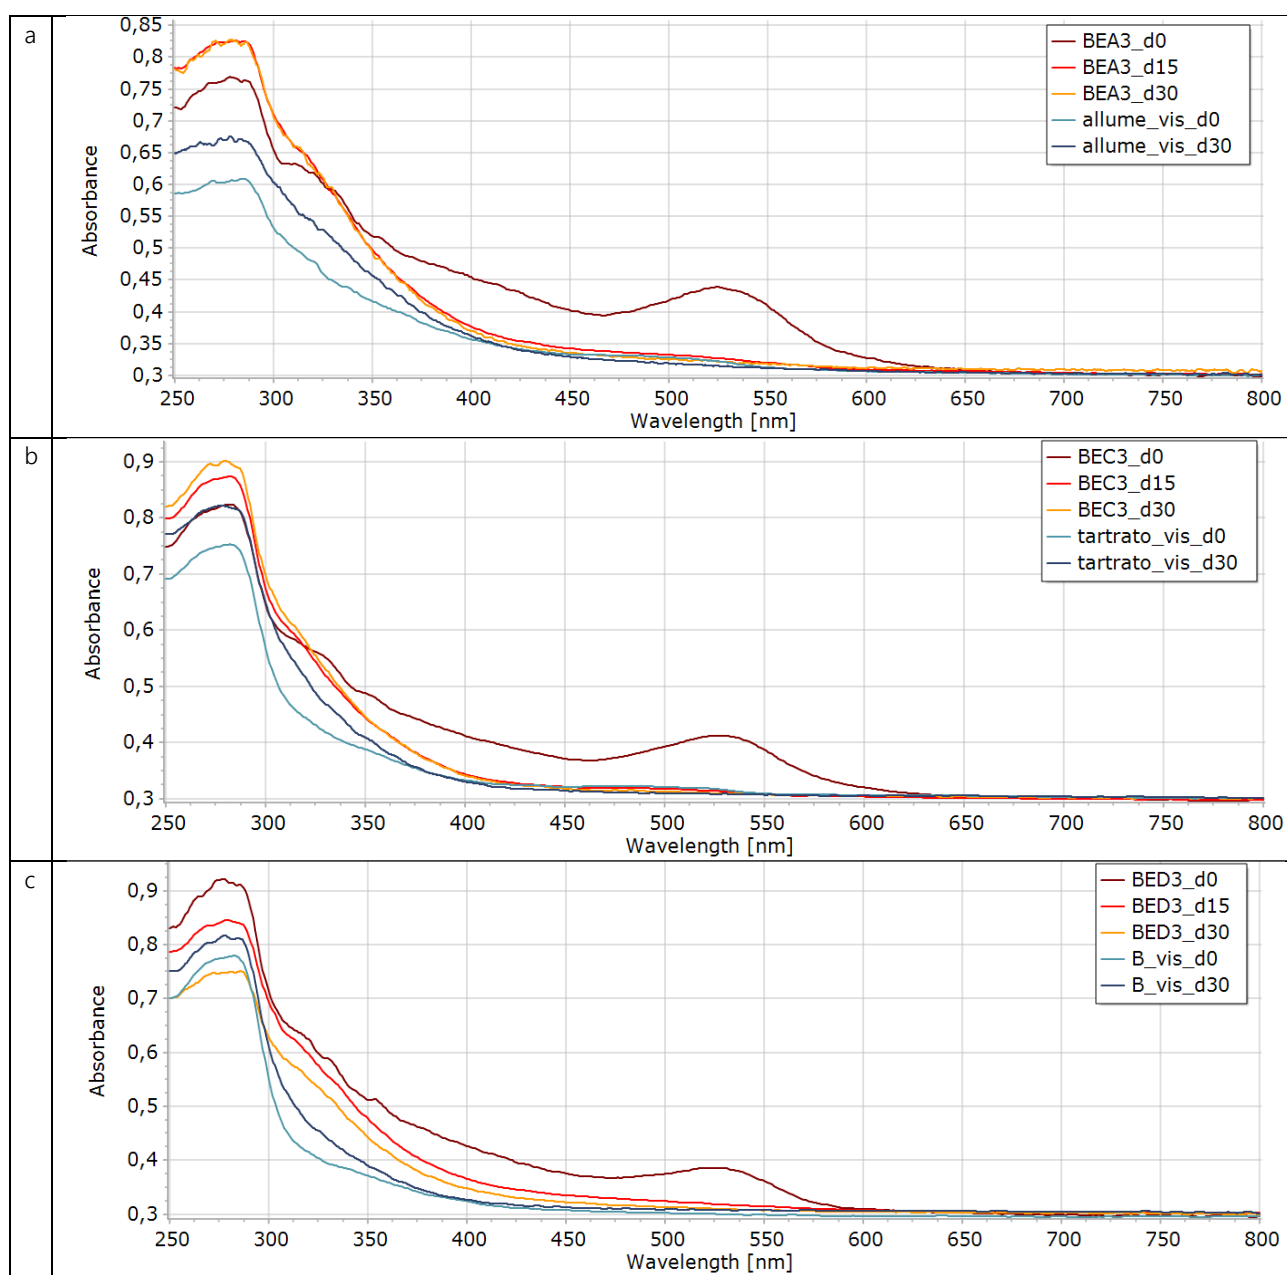 a
0,85
0,8
0,75
0,7
0,65
0,6
0,55
0,5
0,45
0,4
0,35
0,3
Absorbance
250 300 350 400 450 500 550 600 650 700 750 800
Wavelength [nm]
BEA3_d0
BEA3_d15
BEA3_d30
allume_vis_d0
allume_vis_d30
b
0,9
0,8
0,7
0,6
0,5
0,4
0,3
Absorbance
250 300 350 400 450 500 550 600 650 700 750 800
Wavelength [nm]
BEC3_d0
BEC3_d15
BEC3_d30
tartrato_vis_d0
tartrato_vis_d30
c
0,9
0,8
0,7
0,6
0,5
0,4
0,3
Absorbance
250 300 350 400 450 500 550 600 650 700 750 800
Wavelength [nm]
BED3_d0
BED3_d15
BED3_d30
B_vis_d0
B_vis_d30